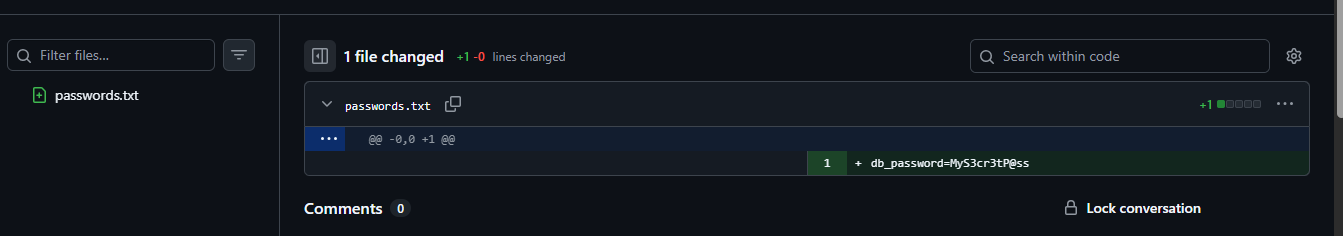 Filter files...
passwords.txt
1 file changed +1 -0 lines changed
Search within code
passwords.txt
+1
@@ -0,0 +1 @@
1 + db_password=MyS3cr3tP@ss
Comments 0
Lock conversation